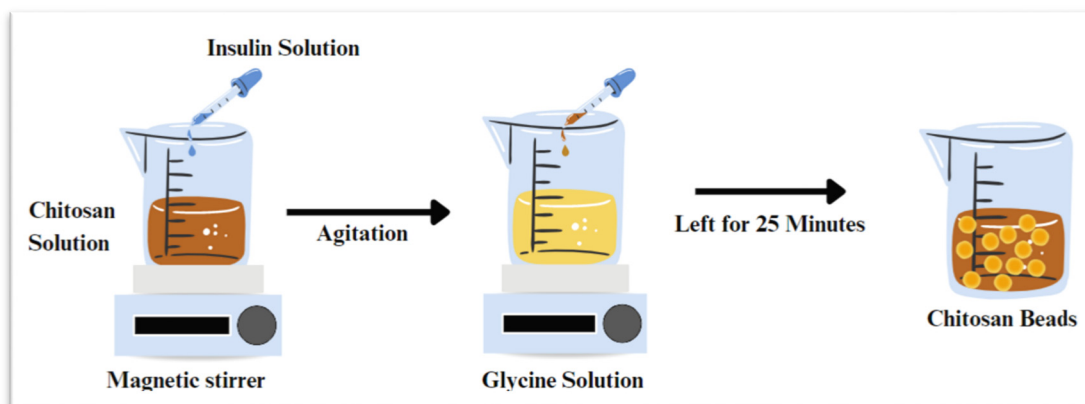 Insulin Solution
Chitosan
Solution
Agitation
Left for 25 Minutes
Magnetic stirrer
Glycine Solution
Chitosan Beads